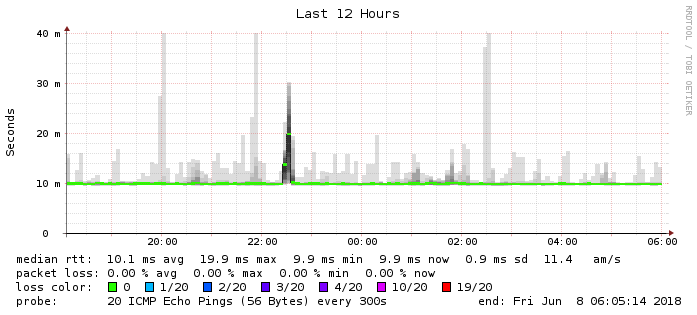 Last 12 Hours
RRDTOOL / TOBI OETIKER
40 m
30 m
20 m
10 m
0
Seconds
20:00 22:00 00:00 02:00 04:00 06:00
median rtt: 10.1 ms avg 19.9 ms max 9.9 ms min 9.9 ms now 0.9 ms sd 11.4 am/s
packet loss: 0.00 % avg 0.00 % max 0.00 % min 0.00 % now
loss color: 0 1/20 2/20 3/20 4/20 10/20 19/20
probe: 20 ICMP Echo Pings (56 Bytes) every 300s end: Fri Jun 8 06:05:14 2018